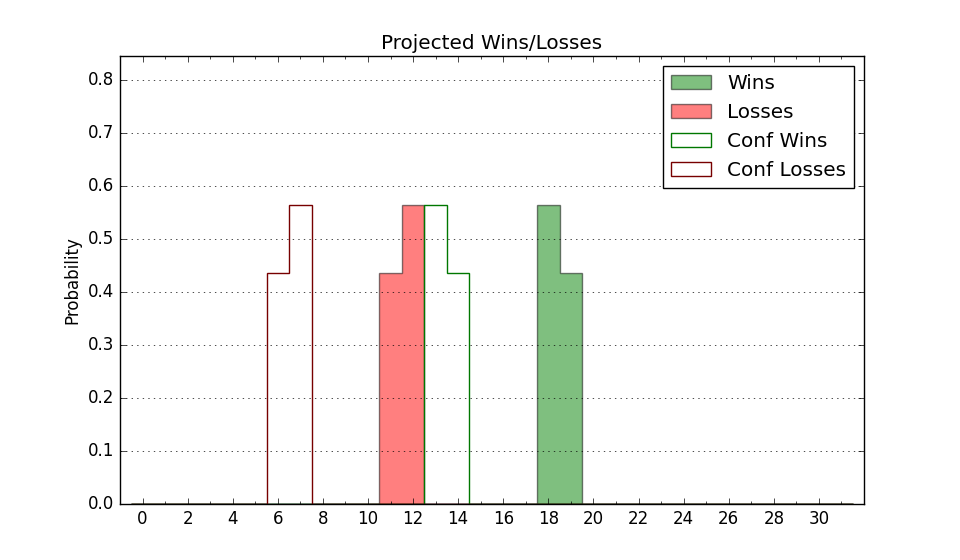 Projected Wins/Losses
Wins
Losses
Conf Wins
Conf Losses
Probability
0.8
0.7
0.6
0.5
0.4
0.3
0.2
0.1
0.0
0 2 4 6 8 10 12 14 16 18 20 22 24 26 28 30